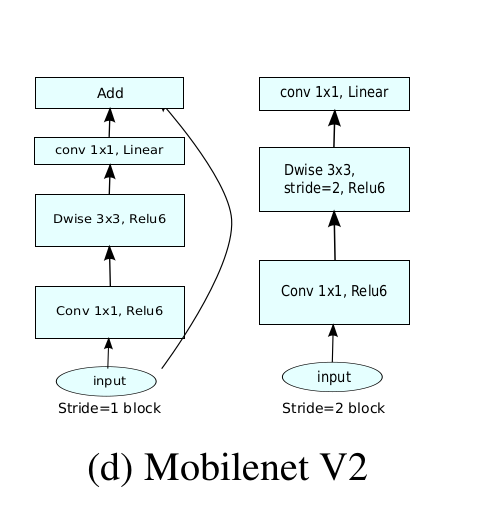 Add
conv 1x1, Linear
Dwise 3x3, Relu6
Conv 1x1, Relu6
input
Stride=1 block
conv 1x1, Linear
Dwise 3x3,
stride=2, Relu6
Conv 1x1, Relu6
input
Stride=2 block
(d) Mobilenet V2